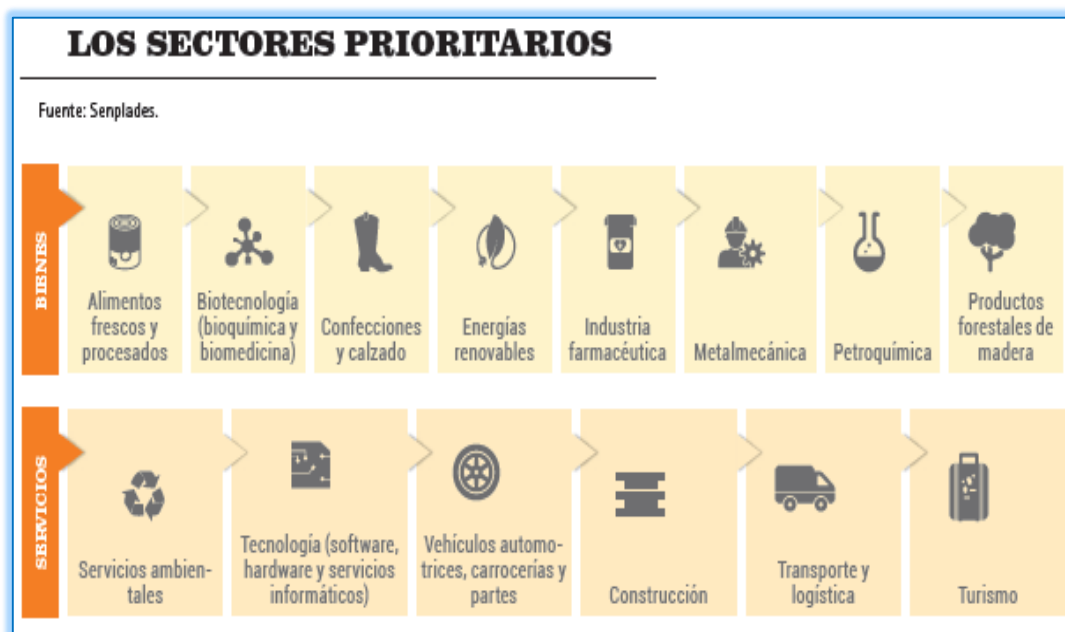 LOS SECTORES PRIORITARIOS
Fuente: Senplades.
BIENES
Alimentos
frescos y
procesados
Biotecnología
(bioquímica y
biomedicina)
Confecciones
y calzado
Energías
renovables
Industria
farmacéutica
Metalmecánica
Petroquímica
Productos
forestales de
madera
SERVICIOS
Servicios ambien-
tales
Tecnología (software,
hardware y servicios
informáticos)
Vehículos automo-
trices, carrocerías y
partes
Construcción
Transporte y
logística
Turismo